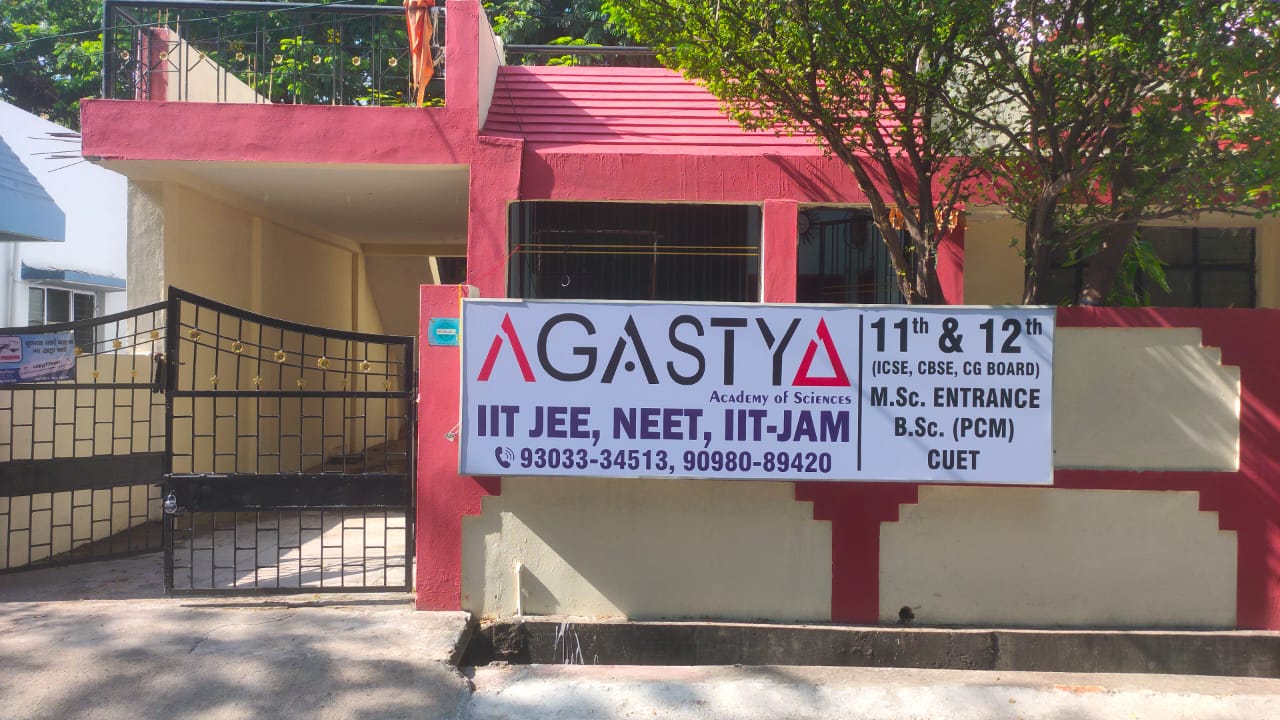 AGASTYA
Academy of Sciences
IIT JEE, NEET, IIT-JAM
93033-34513, 90980-89420
11th & 12th
(ICSE, CBSE, CG BOARD)
M.Sc. ENTRANCE
B.Sc. (PCM)
CUET